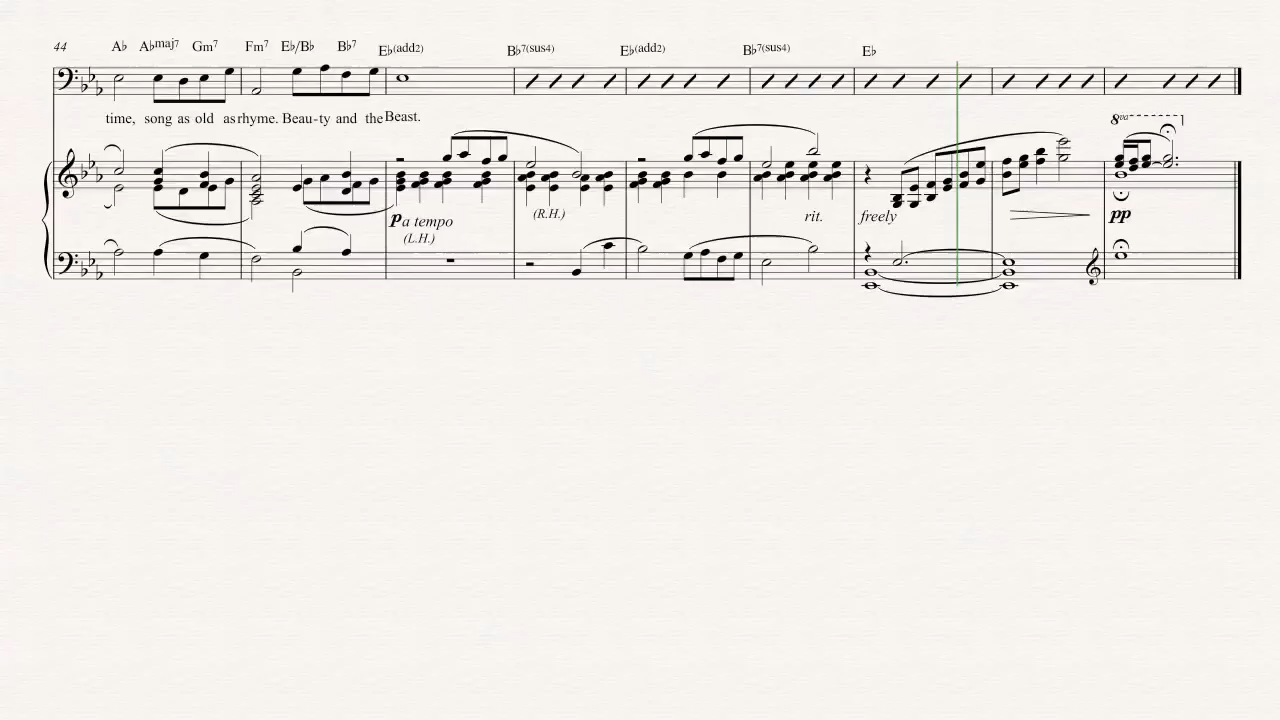 44 A♭ A♭maj7 Gm7 Fm7 E♭/B♭ B♭7 E♭(add2) B♭7(sus4) E♭(add2) B♭7(sus4) E♭
time, song as old as rhyme. Beau-ty and the Beast.
8va
p a tempo (R.H.) rit. freely pp
(L.H.)